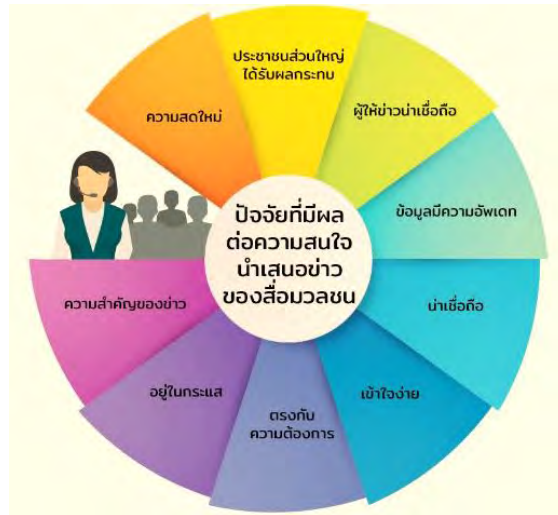 ปัจจัยที่มีผล
ต่อความสนใจ
นำเสนอข่าว
ของสื่อมวลชน
ความสดใหม่
ประชาชนส่วนใหญ่
ได้รับผลกระทบ
ผู้ให้ข่าวน่าเชื่อถือ
ข้อมูลมีความอัพเดท
น่าเชื่อถือ
เข้าใจง่าย
ตรงกับ
ความต้องการ
อยู่ในกระแส
ความสำคัญของข่าว